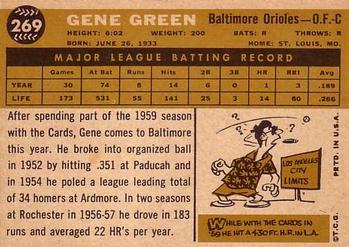 269
GENE GREEN
Baltimore Orioles—O.F.-C
HEIGHT: 6:02 WEIGHT: 200 BATS: R THROWS: R
BORN: JUNE 26, 1933 HOME: ST. LOUIS, MO.
MAJOR LEAGUE BATTING RECORD
Games At Bat Runs Hits 2B 3B H.R. R.B.I. Avg.
YEAR 30 74 8 14 6 0 1 3 .189
LIFE 173 531 55 141 25 3 14 60 .266
After spending part of the 1959 season
with the Cards, Gene comes to Baltimore
this year. He broke into organized ball
in 1952 by hitting .351 at Paducah and
in 1954 he poled a league leading total
of 34 homers at Ardmore. In two seasons
at Rochester in 1956-57 he drove in 183
runs and averaged 22 HR's per year.
LOS ANGELES
CITY
LIMITS
WHILE WITH THE CARDS IN
'59 HE HIT A 430 FT. H.R. IN L.A.
©T.C.G.
PRTD. IN U.S.A.